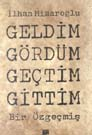 İlhan Mimaroğlu
GELDİM
GÖRDÜM
GEÇTİM
GİTTİM
Bir Özgeçmiş